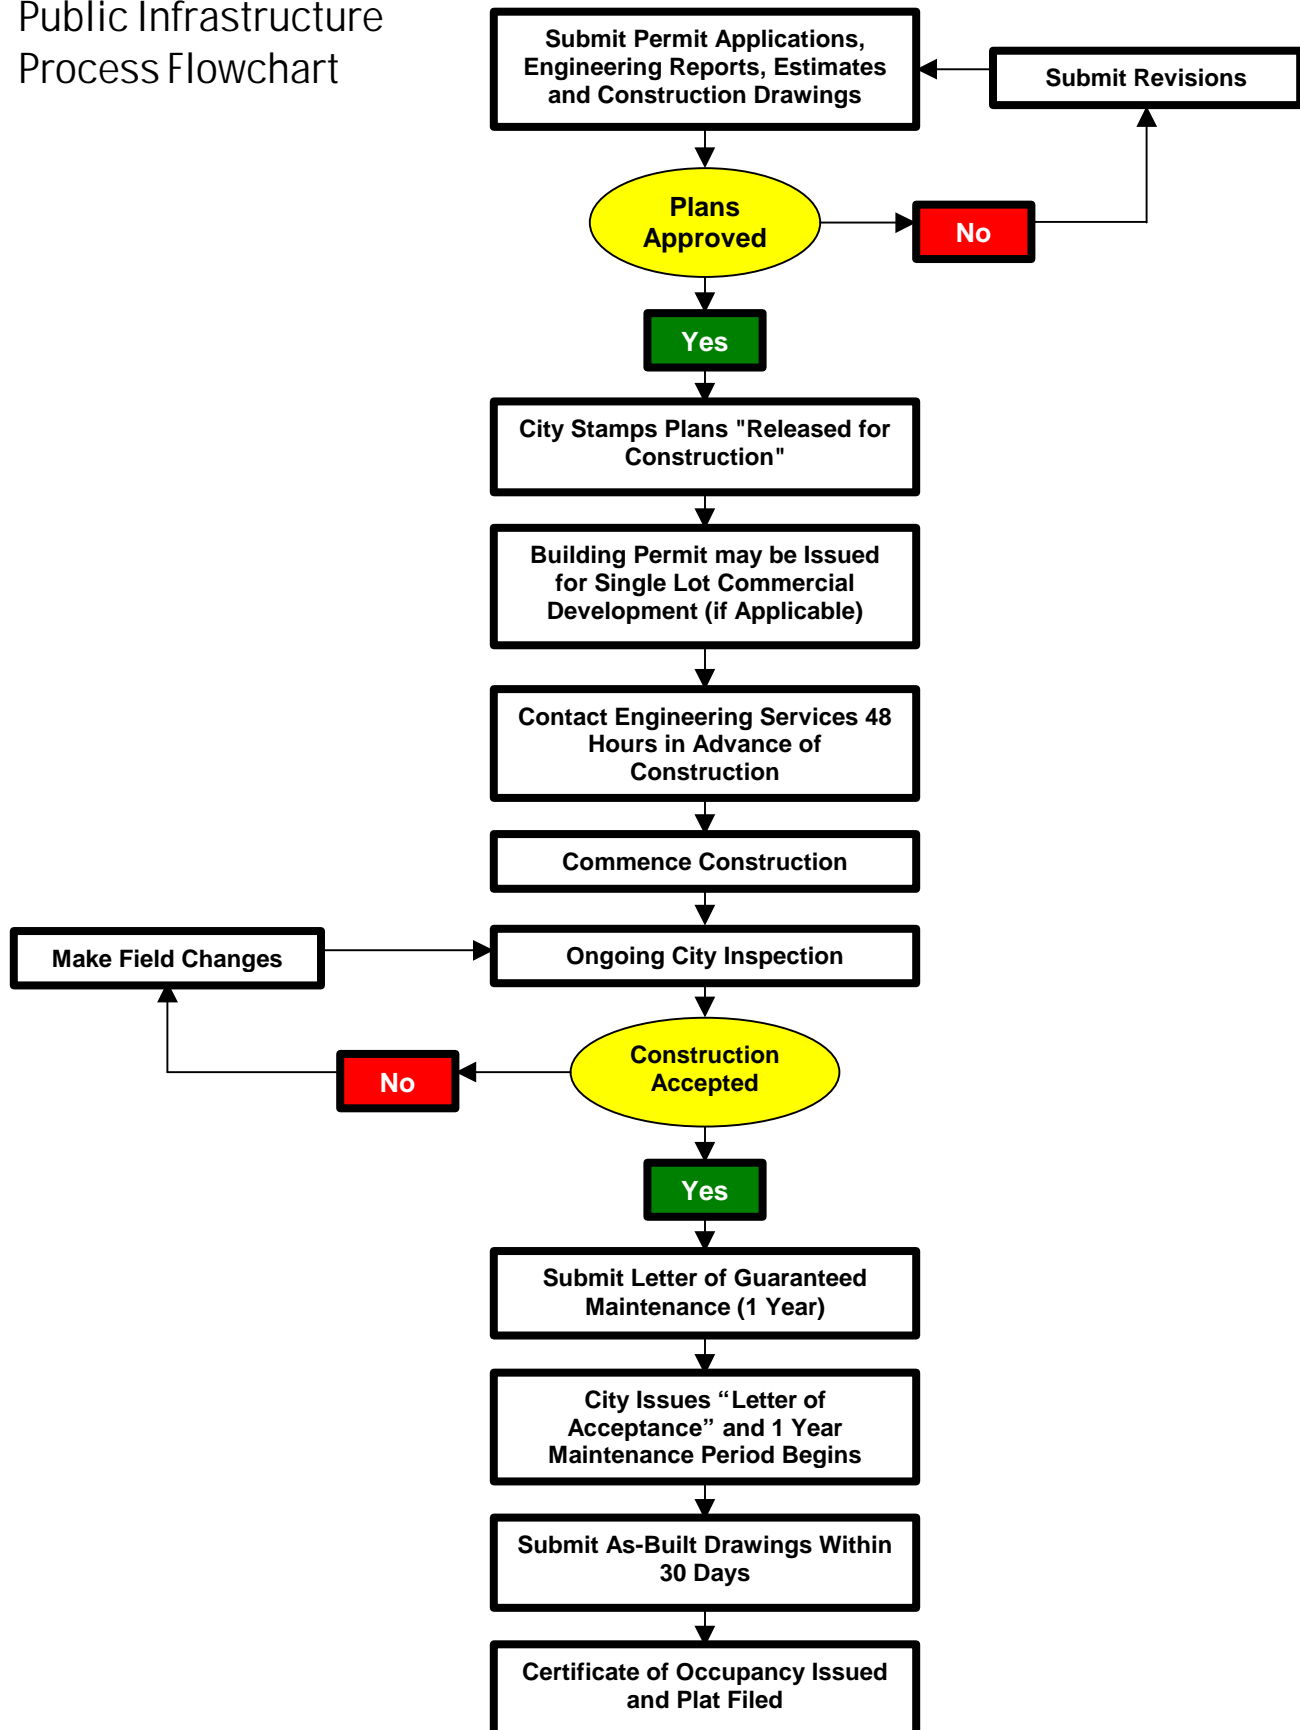 Public Infrastructure
Process Flowchart
Submit Permit Applications,
Engineering Reports, Estimates
and Construction Drawings
Submit Revisions
Plans
Approved
No
Yes
City Stamps Plans "Released for
Construction"
Building Permit may be Issued
for Single Lot Commercial
Development (if Applicable)
Contact Engineering Services 48
Hours in Advance of
Construction
Commence Construction
Make Field Changes
Ongoing City Inspection
Construction
Accepted
No
Yes
Submit Letter of Guaranteed
Maintenance (1 Year)
City Issues “Letter of
Acceptance” and 1 Year
Maintenance Period Begins
Submit As-Built Drawings Within
30 Days
Certificate of Occupancy Issued
and Plat Filed